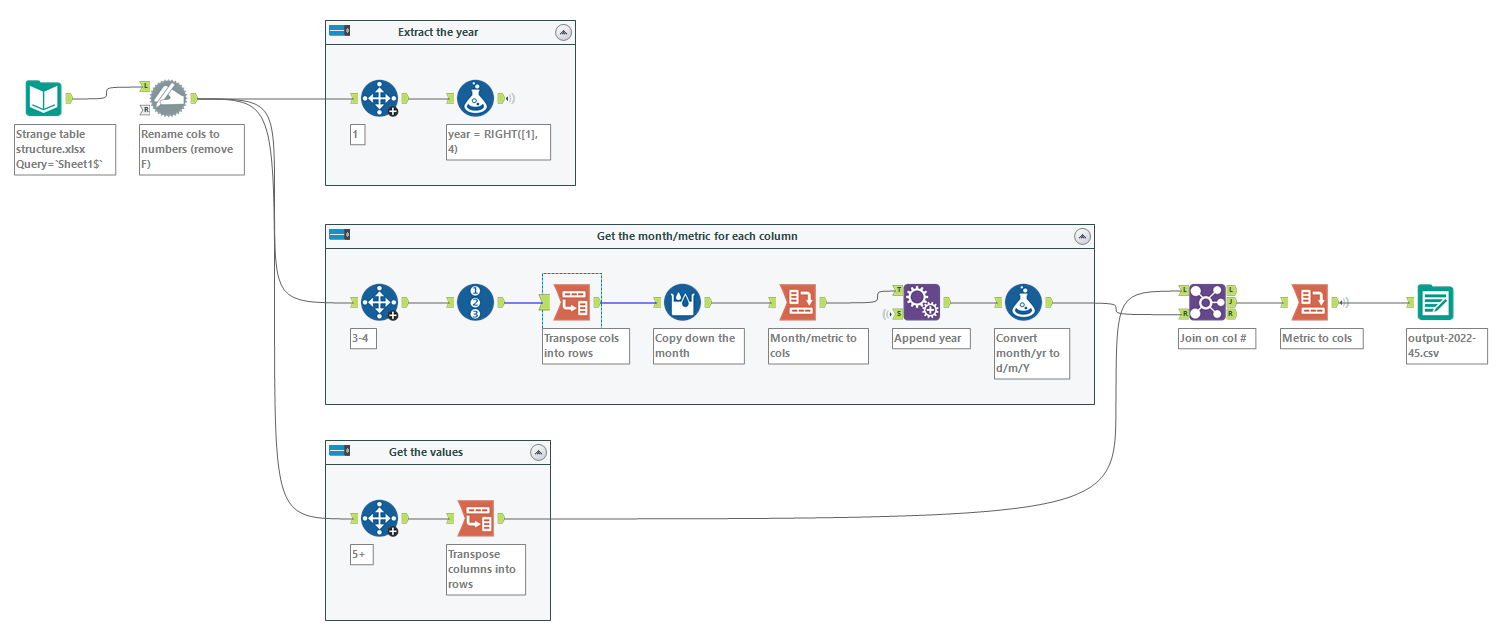 Extract the year
L
R
Strange table
structure.xlsx
Query=`Sheet1$`
Rename cols to
numbers (remove
F)
1
year = RIGHT([1],
4)
Get the month/metric for each column
1
2
3
T
S
L
R
L
J
R
3-4
Transpose cols
into rows
Copy down the
month
Month/metric to
cols
Append year
Convert
month/yr to
d/m/Y
Join on col #
Metric to cols
output-2022-
45.csv
Get the values
5+
Transpose
columns into
rows